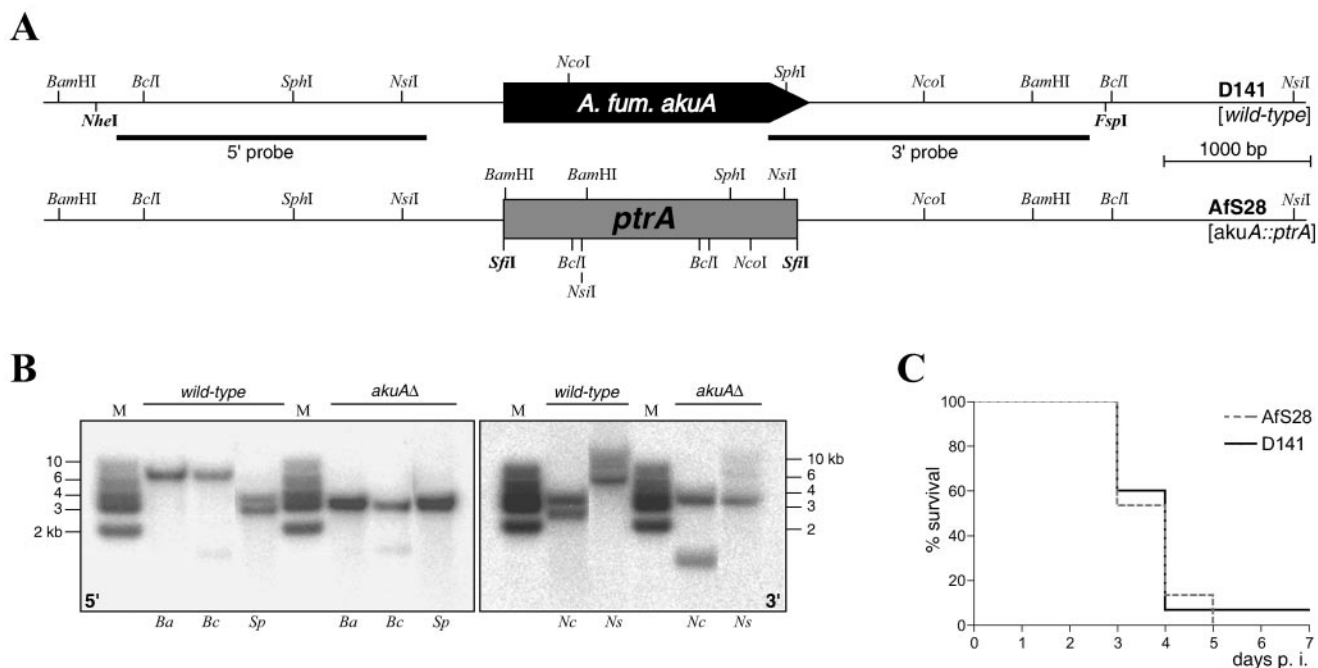 A
BamHI BclI SphI NsiI NcoI SphI NcoI BamHI BclI NsiI
A. fum. akuA
D141
[wild-type]
NheI FspI
5' probe 3' probe
1000 bp
BamHI BclI SphI NsiI BamHI BamHI SphI NsiI NcoI BamHI BclI NsiI
ptrA
AfS28
[akuA::ptrA]
SfiI BclI BclI NcoI SfiI
NsiI
B
wild-type akuAΔ wild-type akuAΔ
M M M M
10
6
4
3
2 kb
10 kb
6
4
3
2
5' 3'
Ba Bc Sp Ba Bc Sp Nc Ns Nc Ns
C
100
80
60
40
20
0
% survival
AfS28
D141
0 1 2 3 4 5 6 7
days p. i.